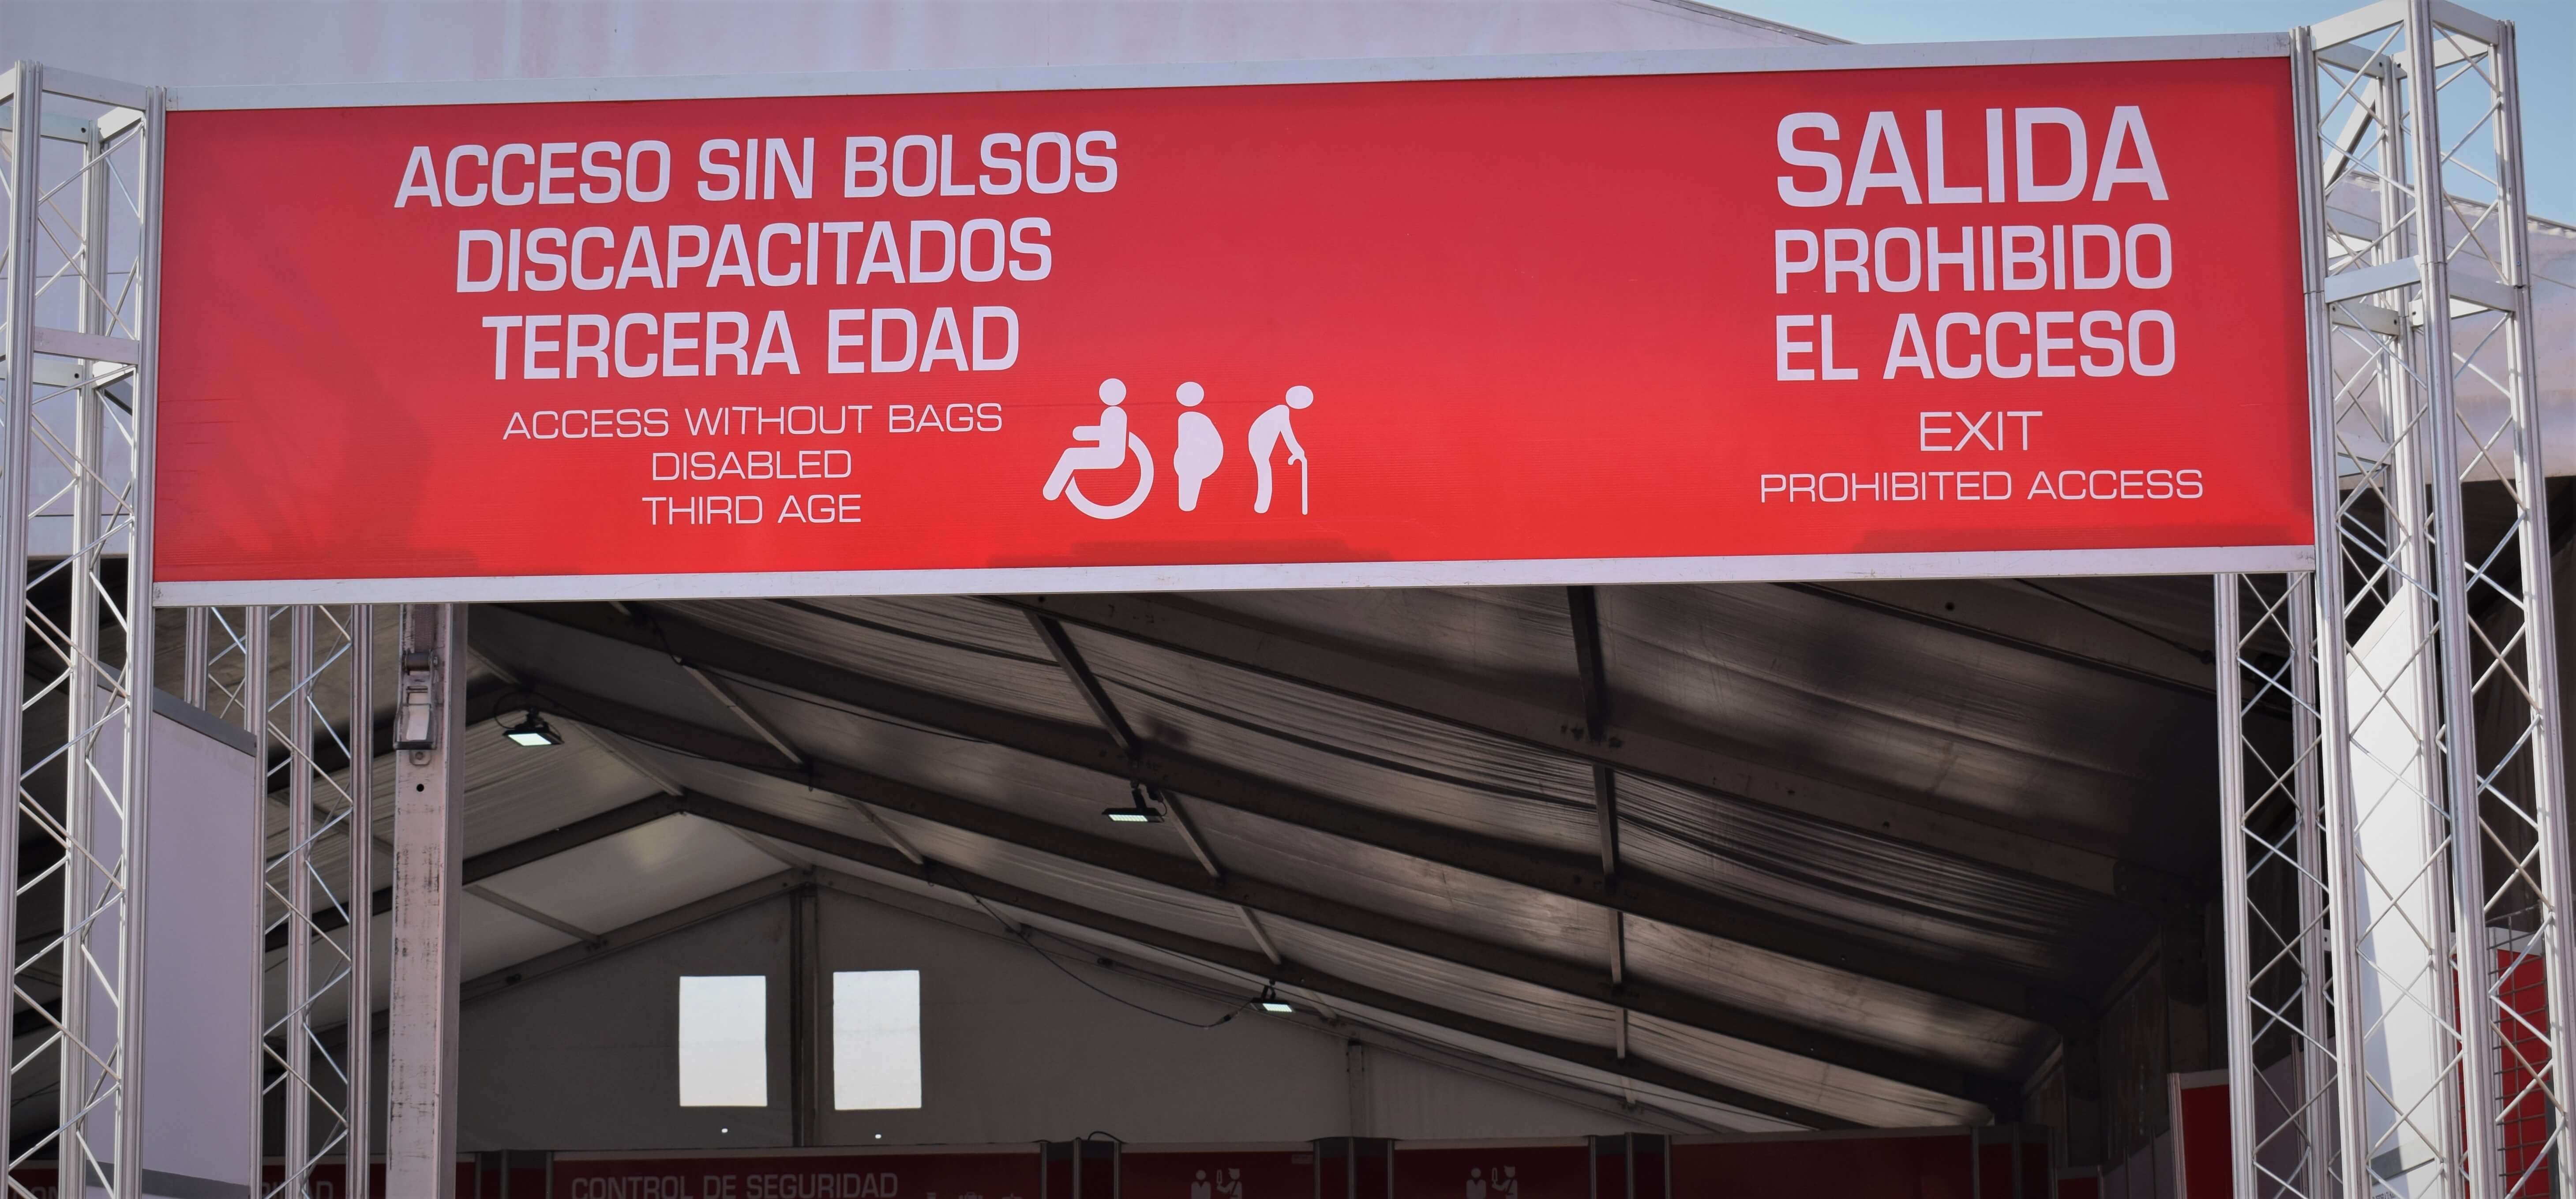 ACCESO SIN BOLSOS
DISCAPACITADOS
TERCERA EDAD
ACCESS WITHOUT BAGS
DISABLED
THIRD AGE
SALIDA
PROHIBIDO
EL ACCESO
EXIT
PROHIBITED ACCESS
CONTROL DE SEGURIDAD